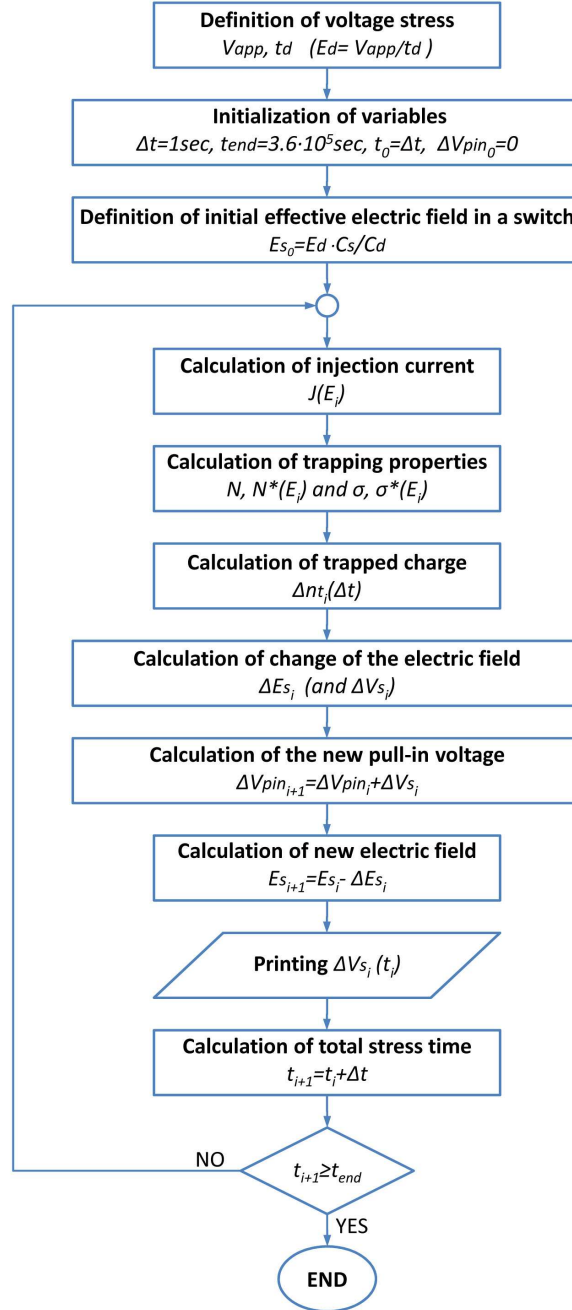 Definition of voltage stress
Vapp, td (Ed= Vapp/td )
Initialization of variables
Δt=1sec, tend=3.6·10⁵sec, t₀=Δt, ΔVpin₀=0
Definition of initial effective electric field in a switch
Es₀=Ed ·Cs/Cd
Calculation of injection current
J(Eᵢ)
Calculation of trapping properties
N, N*(Eᵢ) and σ, σ*(Eᵢ)
Calculation of trapped charge
Δntᵢ(Δt)
Calculation of change of the electric field
ΔEsᵢ (and ΔVsᵢ)
Calculation of the new pull-in voltage
ΔVpinᵢ₊₁=ΔVpinᵢ+ΔVsᵢ
Calculation of new electric field
Esᵢ₊₁=Esᵢ- ΔEsᵢ
Printing ΔVsᵢ (tᵢ)
Calculation of total stress time
tᵢ₊₁=tᵢ+Δt
NO
tᵢ₊₁≥tend
YES
END